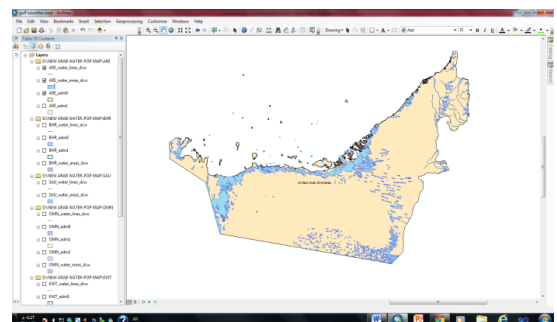 gulf countries.mxd - ArcMap
File Edit View Bookmarks Insert Selection Geoprocessing Customize Windows Help
Drawing
Table Of Contents
Layers
D:\NEW ARAB WATER-POP MAP\ARE
ARE_water_lines_dcw
ARE_water_areas_dcw
ARE_adm0
ARE_adm1
D:\NEW ARAB WATER-POP MAP\BHR
BHR_water_lines_dcw
BHR_adm0
BHR_adm1
BHR_water_areas_dcw
D:\NEW ARAB WATER-POP MAP\SAU
SAU_water_lines_dcw
SAU_adm0
SAU_water_areas_dcw
D:\NEW ARAB WATER-POP MAP\OMN
OMN_water_lines_dcw
OMN_adm0
OMN_adm1
OMN_adm2
OMN_water_areas_dcw
D:\NEW ARAB WATER-POP MAP\KWT
KWT_water_lines_dcw
KWT_adm0
United Arab Emirates
Catalog
Search